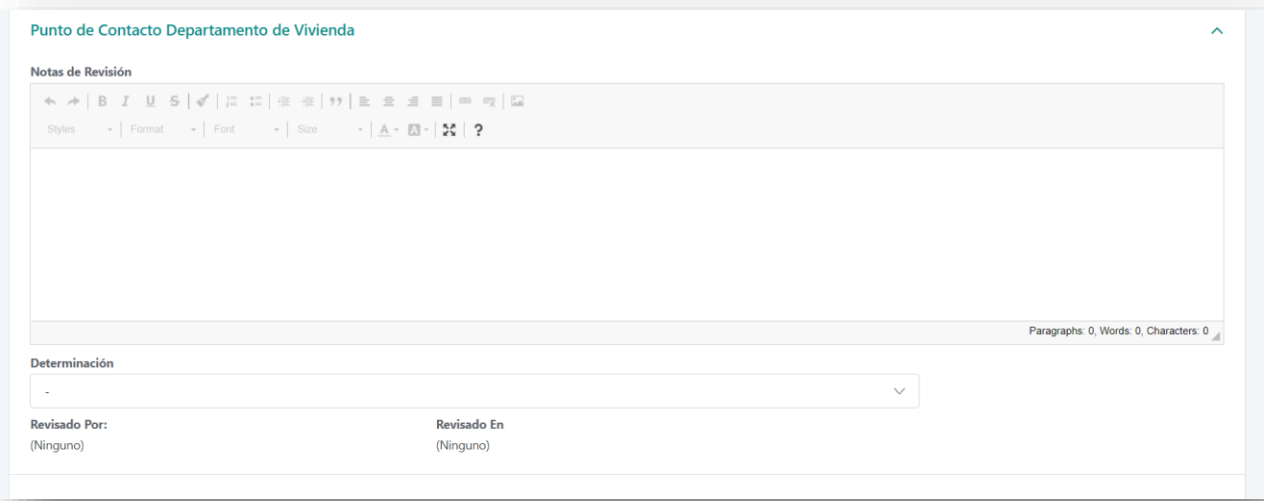 Punto de Contacto Departamento de Vivienda
Notas de Revisión
B I U S
Styles Format Font Size A A ?
Paragraphs: 0, Words: 0, Characters: 0
Determinación
-
Revisado Por: Revisado En
(Ninguno) (Ninguno)